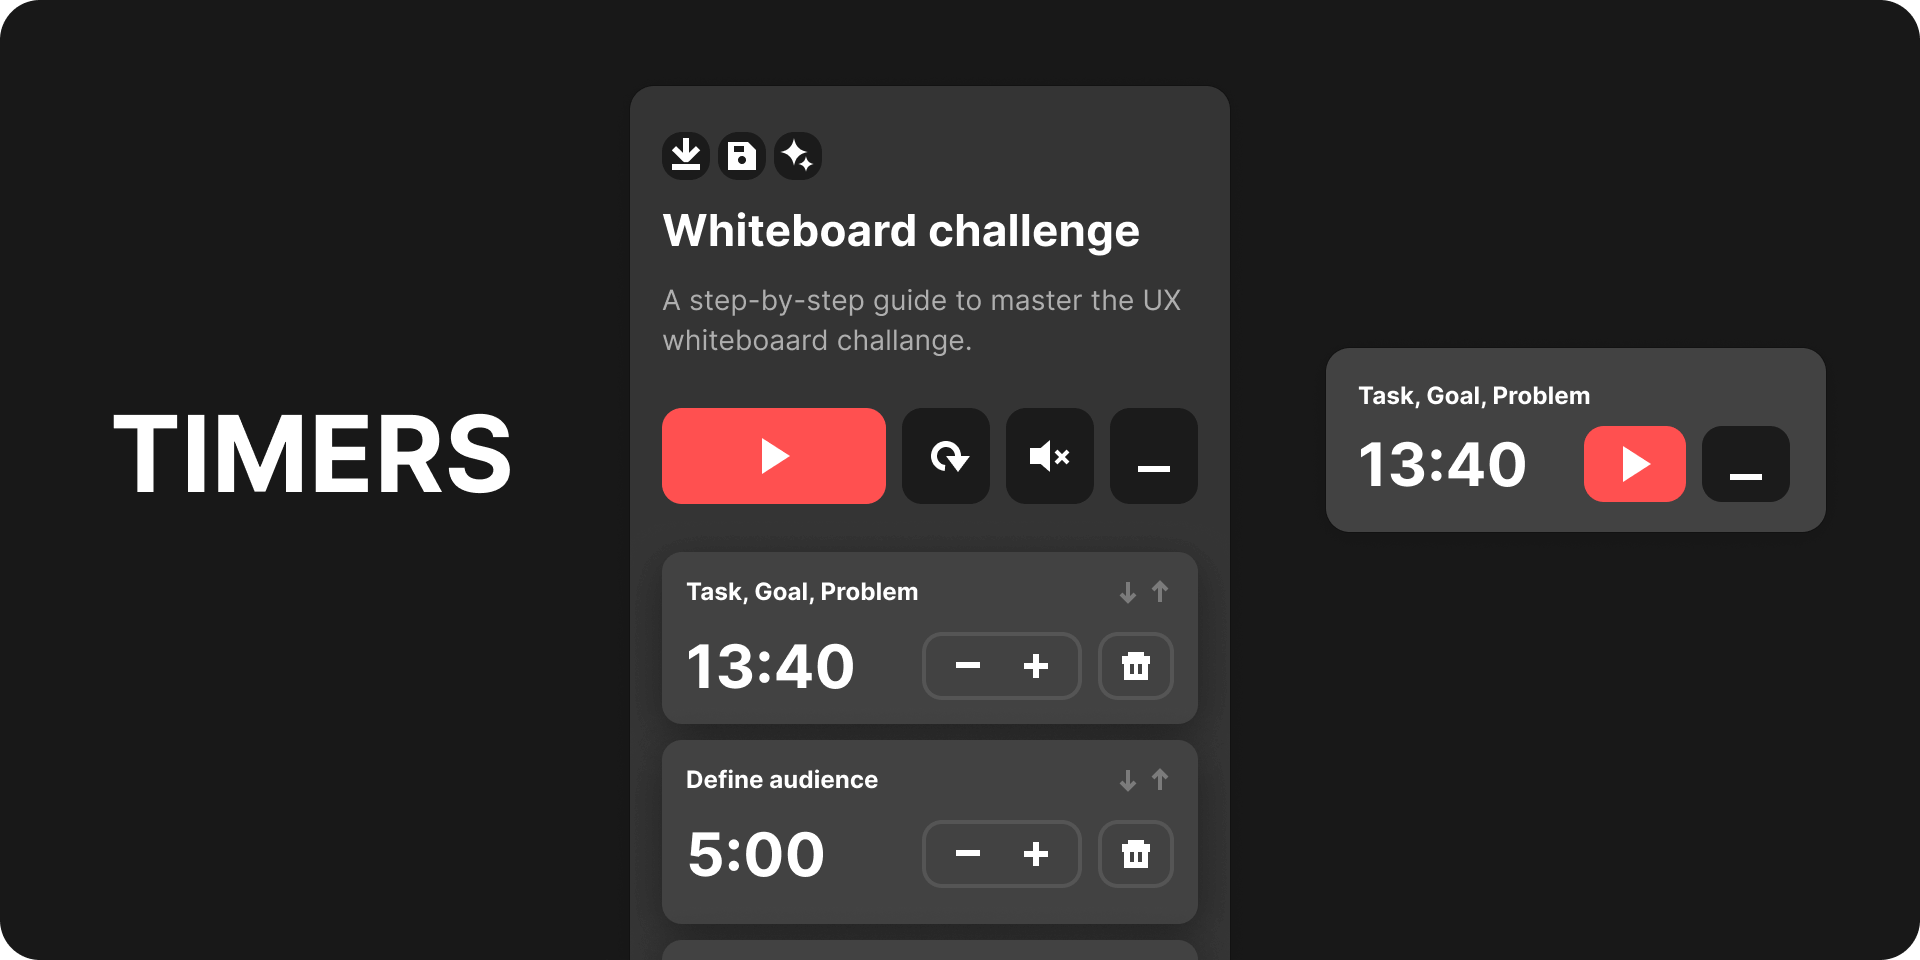 TIMERS
Whiteboard challenge
A step-by-step guide to master the UX
whiteboaard challange.
Task, Goal, Problem
13:40
Define audience
5:00
Task, Goal, Problem
13:40